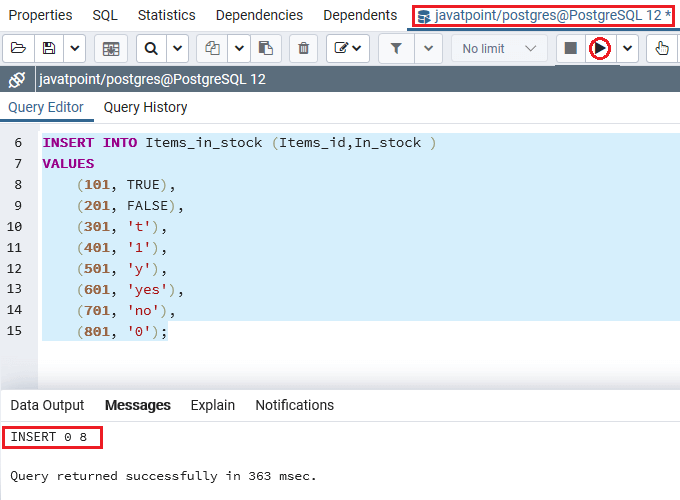 Properties SQL Statistics Dependencies Dependents javatpoint/postgres@PostgreSQL 12 *
No limit
javatpoint/postgres@PostgreSQL 12
Query Editor Query History
6 INSERT INTO Items_in_stock (Items_id,In_stock )
7 VALUES
8 (101, TRUE),
9 (201, FALSE),
10 (301, 't'),
11 (401, '1'),
12 (501, 'y'),
13 (601, 'yes'),
14 (701, 'no'),
15 (801, '0');
Data Output Messages Explain Notifications
INSERT 0 8
Query returned successfully in 363 msec.